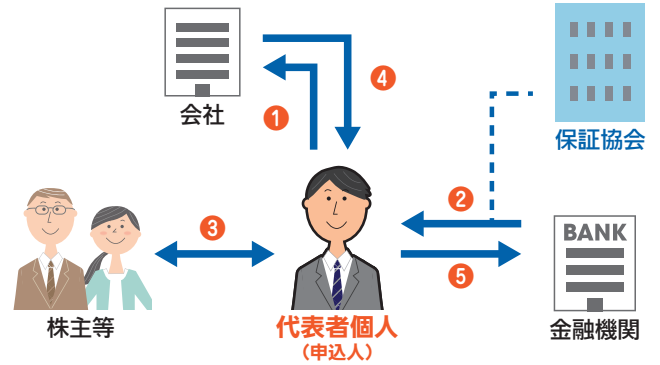 会社
④
①
保証協会
②
BANK
③
⑤
株主等
代表者個人
（申込人）
金融機関